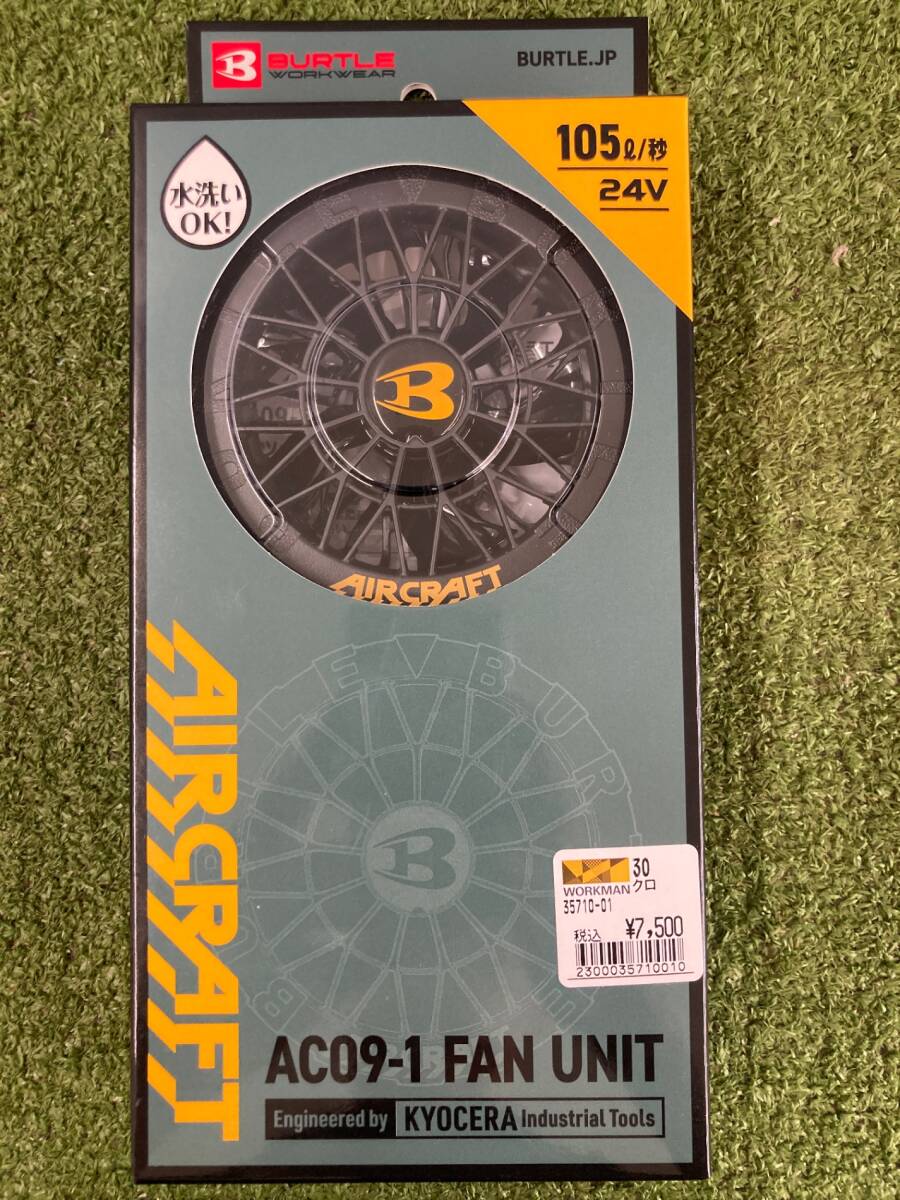 BURTLE
WORKWEAR
BURTLE.JP
105ℓ/秒
24V
水洗い
OK!
B
AIRCRAFT
AIRCRAFT
B
WORKMAN
30
クロ
35710-01
税込 ¥7,500
2300035710010
AC09-1 FAN UNIT
Engineered by KYOCERA Industrial Tools